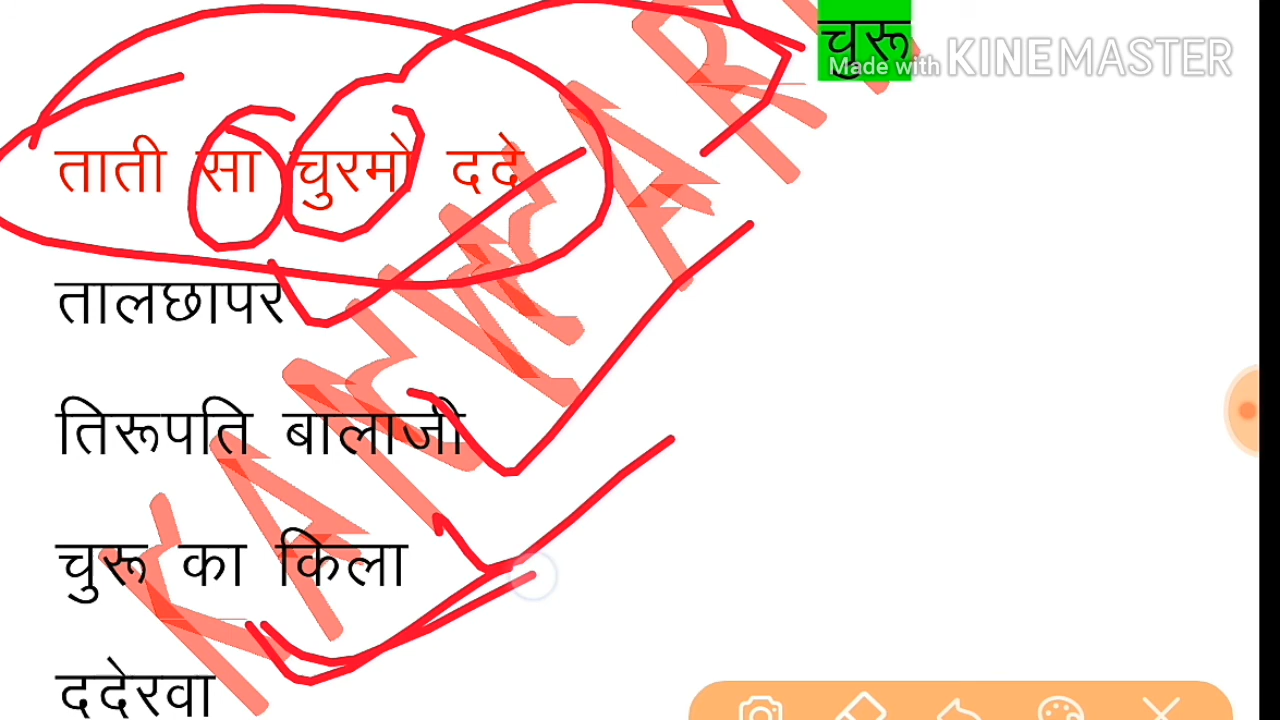 चुरू
Made with KINEMASTER
ताती सा चुरमो ददे
तालछापर
तिरूपति बालाजी
चुरू का किला
ददेरवा